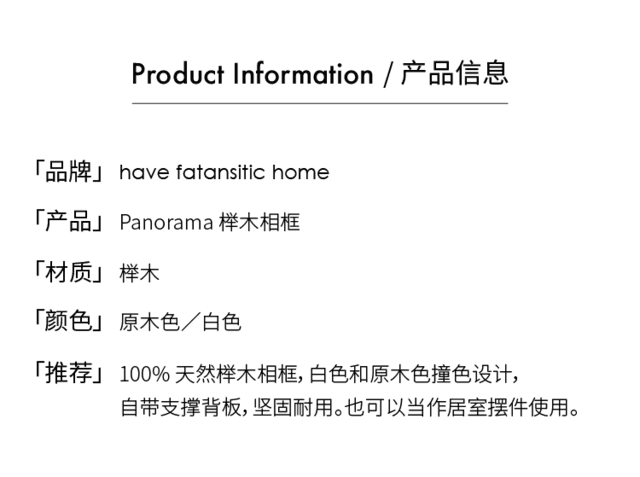 Product Information / 产品信息
「品牌」 have fatansitic home
「产品」 Panorama 榉木相框
「材质」 榉木
「颜色」 原木色／白色
「推荐」 100% 天然榉木相框，白色和原木色撞色设计，
自带支撑背板，坚固耐用。也可以当作居室摆件使用。